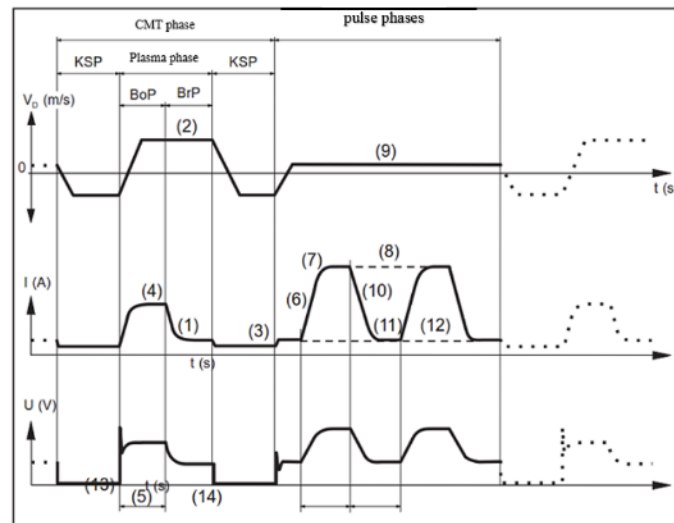 CMT phase pulse phases
KSP Plasma phase KSP
BoP BrP
V_D (m/s)
(2)
(9)
0
t (s
(7) (8)
I (A) (4) (6) (10)
(1) (3) (11) (12)
t (s)
U (V)
(13) t (s) (14)
(5)